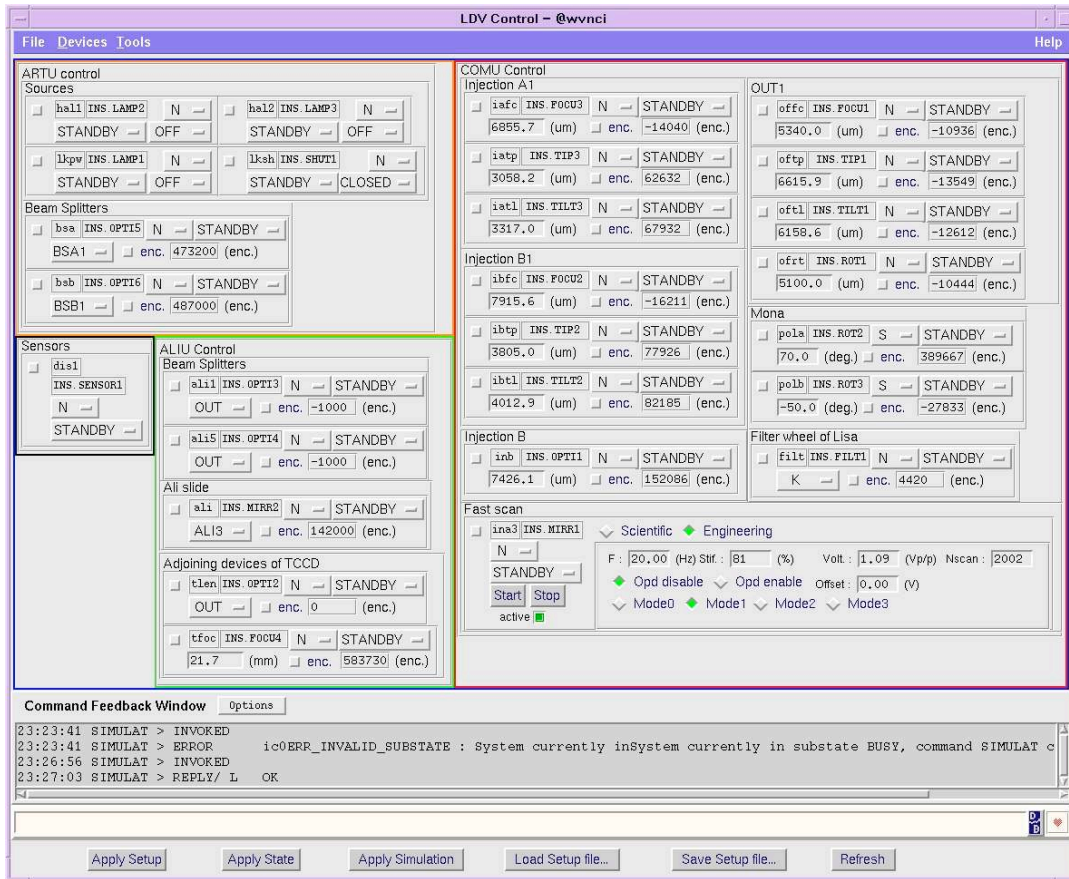 LDV Control - @wvnci
File Devices Tools Help
ARTU control
Sources
hal1 INS.LAMP2 N
STANDBY OFF
hal2 INS.LAMP3 N
STANDBY OFF
lkpw INS.LAMP1 N
STANDBY OFF
lksh INS.SHUT1 N
STANDBY CLOSED
Beam Splitters
bsa INS.OPTI5 N STANDBY
BSA1 enc. 473200 (enc.)
bsb INS.OPTI6 N STANDBY
BSB1 enc. 487000 (enc.)
Sensors
dis1
INS.SENSOR1
N
STANDBY
ALIU Control
Beam Splitters
ali1 INS.OPTI3 N STANDBY
OUT enc. -1000 (enc.)
ali5 INS.OPTI4 N STANDBY
OUT enc. -1000 (enc.)
Ali slide
ali INS.MIRR2 N STANDBY
ALI3 enc. 142000 (enc.)
Adjoining devices of TCCD
tlen INS.OPTI2 N STANDBY
OUT enc. 0 (enc.)
tfoc INS.FOCU4 N STANDBY
21.7 (mm) enc. 583730 (enc.)
COMU Control
Injection A1
iafc INS.FOCU3 N STANDBY
6855.7 (um) enc. -14040 (enc.)
iatp INS.TIP3 N STANDBY
3058.2 (um) enc. 62632 (enc.)
iatl INS.TILT3 N STANDBY
3317.0 (um) enc. 67932 (enc.)
Injection B1
ibfc INS.FOCU2 N STANDBY
7915.6 (um) enc. -16211 (enc.)
ibtp INS.TIP2 N STANDBY
3805.0 (um) enc. 77926 (enc.)
ibtl INS.TILT2 N STANDBY
4012.9 (um) enc. 82185 (enc.)
Injection B
inb INS.OPTI1 N STANDBY
7426.1 (um) enc. 152086 (enc.)
OUT1
offc INS.FOCU1 N STANDBY
5340.0 (um) enc. -10936 (enc.)
oftp INS.TIP1 N STANDBY
6615.9 (um) enc. -13549 (enc.)
oftl INS.TILT1 N STANDBY
6158.6 (um) enc. -12612 (enc.)
ofrt INS.ROT1 N STANDBY
5100.0 (um) enc. -10444 (enc.)
Mona
pola INS.ROT2 S STANDBY
70.0 (deg.) enc. 389667 (enc.)
polb INS.ROT3 S STANDBY
-50.0 (deg.) enc. -27833 (enc.)
Filter wheel of Lisa
filt INS.FILT1 N STANDBY
K enc. 4420 (enc.)
Fast scan
ina3 INS.MIRR1
N
STANDBY
Start Stop
active
Scientific Engineering
F : 20.00 (Hz) Stif. : 81 (%) Volt. : 1.09 (Vp/p) Nscan : 2002
Opd disable Opd enable Offset : 0.00 (V)
Mode0 Mode1 Mode2 Mode3
Command Feedback Window Options
23:23:41 SIMULAT > INVOKED
23:23:41 SIMULAT > ERROR ic0ERR_INVALID_SUBSTATE : System currently inSystem currently in substate BUSY, command SIMULAT c
23:26:56 SIMULAT > INVOKED
23:27:03 SIMULAT > REPLY/ L OK
Apply Setup Apply State Apply Simulation Load Setup file... Save Setup file... Refresh